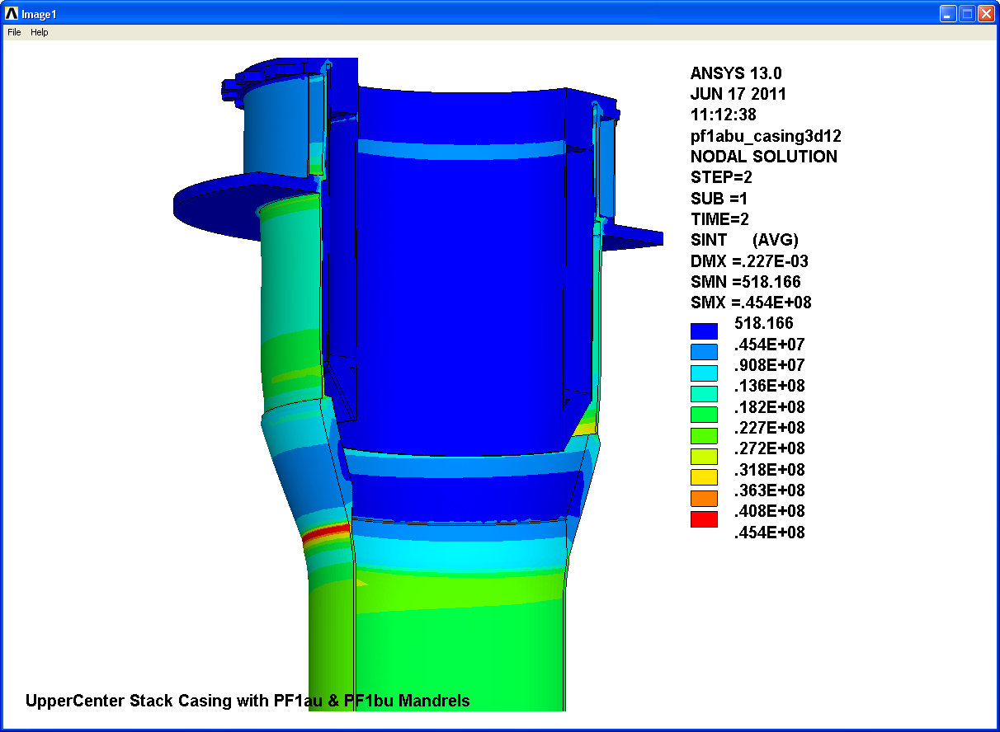 Image1
File Help
ANSYS 13.0
JUN 17 2011
11:12:38
pf1abu_casing3d12
NODAL SOLUTION
STEP=2
SUB =1
TIME=2
SINT (AVG)
DMX =.227E-03
SMN =518.166
SMX =.454E+08
518.166
.454E+07
.908E+07
.136E+08
.182E+08
.227E+08
.272E+08
.318E+08
.363E+08
.408E+08
.454E+08
UpperCenter Stack Casing with PF1au & PF1bu Mandrels